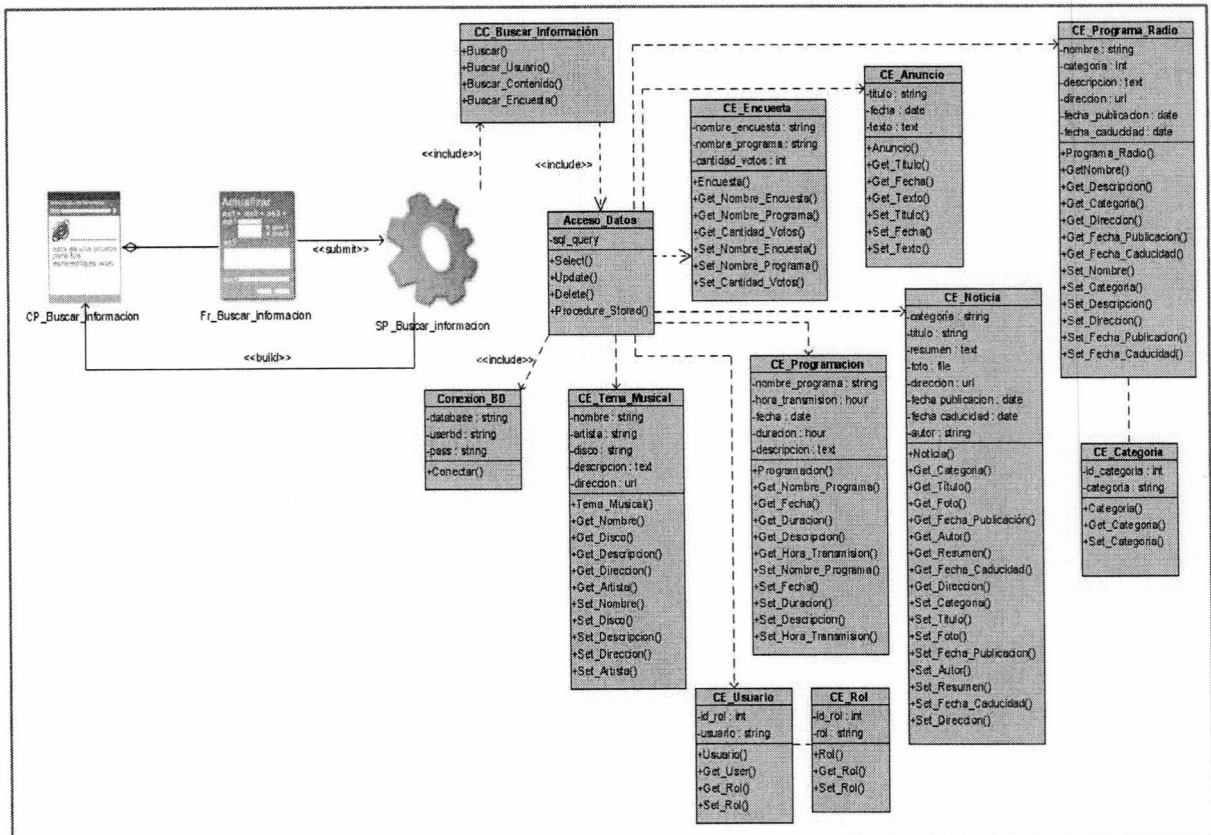 CC_Buscar_Información
+Buscar()
+Buscar_Usuario()
+Buscar_Contenido()
+Buscar_Encuesta()
<<include>>
<<include>>
CP_Buscar_informacion
Actualizar
Fr_Buscar_informacion
<<submit>>
SP_Buscar_informacion
<<build>>
Acceso_Datos
-sql_query
+Select()
+Update()
+Delete()
+Procedure_Stored()
<<include>>
Conexion_BD
-database : string
-userbd : string
-pass : string
+Conectar()
CE_Encuesta
-nombre_encuesta : string
-nombre_programa : string
-cantidad_votos : int
+Encuesta()
+Get_Nombre_Encuesta()
+Get_Nombre_Programa()
+Get_Cantidad_Votos()
+Set_Nombre_Encuesta()
+Set_Nombre_Programa()
+Set_Cantidad_Votos()
CE_Anuncio
-titulo : string
-fecha : date
-texto : text
+Anuncio()
+Get_Titulo()
+Get_Fecha()
+Get_Texto()
+Set_Titulo()
+Set_Fecha()
+Set_Texto()
CE_Programa_Radio
-nombre : string
-categoria : int
-descripcion : text
-direccion : url
-fecha_publicacion : date
-fecha_caducidad : date
+Programa_Radio()
+GetNombre()
+Get_Descripcion()
+Get_Categoria()
+Get_Direccion()
+Get_Fecha_Publicacion()
+Get_Fecha_Caducidad()
+Set_Nombre()
+Set_Categoria()
+Set_Descripcion()
+Set_Direccion()
+Set_Fecha_Publicacion()
+Set_Fecha_Caducidad()
CE_Tema_Musical
-nombre : string
-artista : string
-disco : string
-descripcion : text
-direccion : url
+Tema_Musical()
+Get_Nombre()
+Get_Disco()
+Get_Descripcion()
+Get_Direccion()
+Get_Artista()
+Set_Nombre()
+Set_Disco()
+Set_Descripcion()
+Set_Direccion()
+Set_Artista()
CE_Programacion
-nombre_programa : string
-hora_transmision : hour
-fecha : date
-duracion : hour
-descripcion : text
+Programacion()
+Get_Nombre_Programa()
+Get_Fecha()
+Get_Duracion()
+Get_Descripcion()
+Get_Hora_Transmision()
+Set_Nombre_Programa()
+Set_Fecha()
+Set_Duracion()
+Set_Descripcion()
+Set_Hora_Transmision()
CE_Noticia
-categoria : string
-titulo : string
-resumen : text
-foto : file
-direccion : url
-fecha publicacion : date
-fecha caducidad : date
-autor : string
+Noticia()
+Get_Categoria()
+Get_Título()
+Get_Foto()
+Get_Fecha_Publicación()
+Get_Autor()
+Get_Resumen()
+Get_Fecha_Caducidad()
+Get_Direccion()
+Set_Categoria()
+Set_Titulo()
+Set_Foto()
+Set_Fecha_Publicacion()
+Set_Autor()
+Set_Resumen()
+Set_Fecha_Caducidad()
+Set_Direccion()
CE_Categoria
-id_categoria : int
-categoria : string
+Categoria()
+Get_Categoria()
+Set_Categoria()
CE_Usuario
-id_rol : int
-usuario : string
+Usuario()
+Get_User()
+Get_Rol()
+Set_Rol()
CE_Rol
-id_rol : int
-rol : string
+Rol()
+Get_Rol()
+Set_Rol()